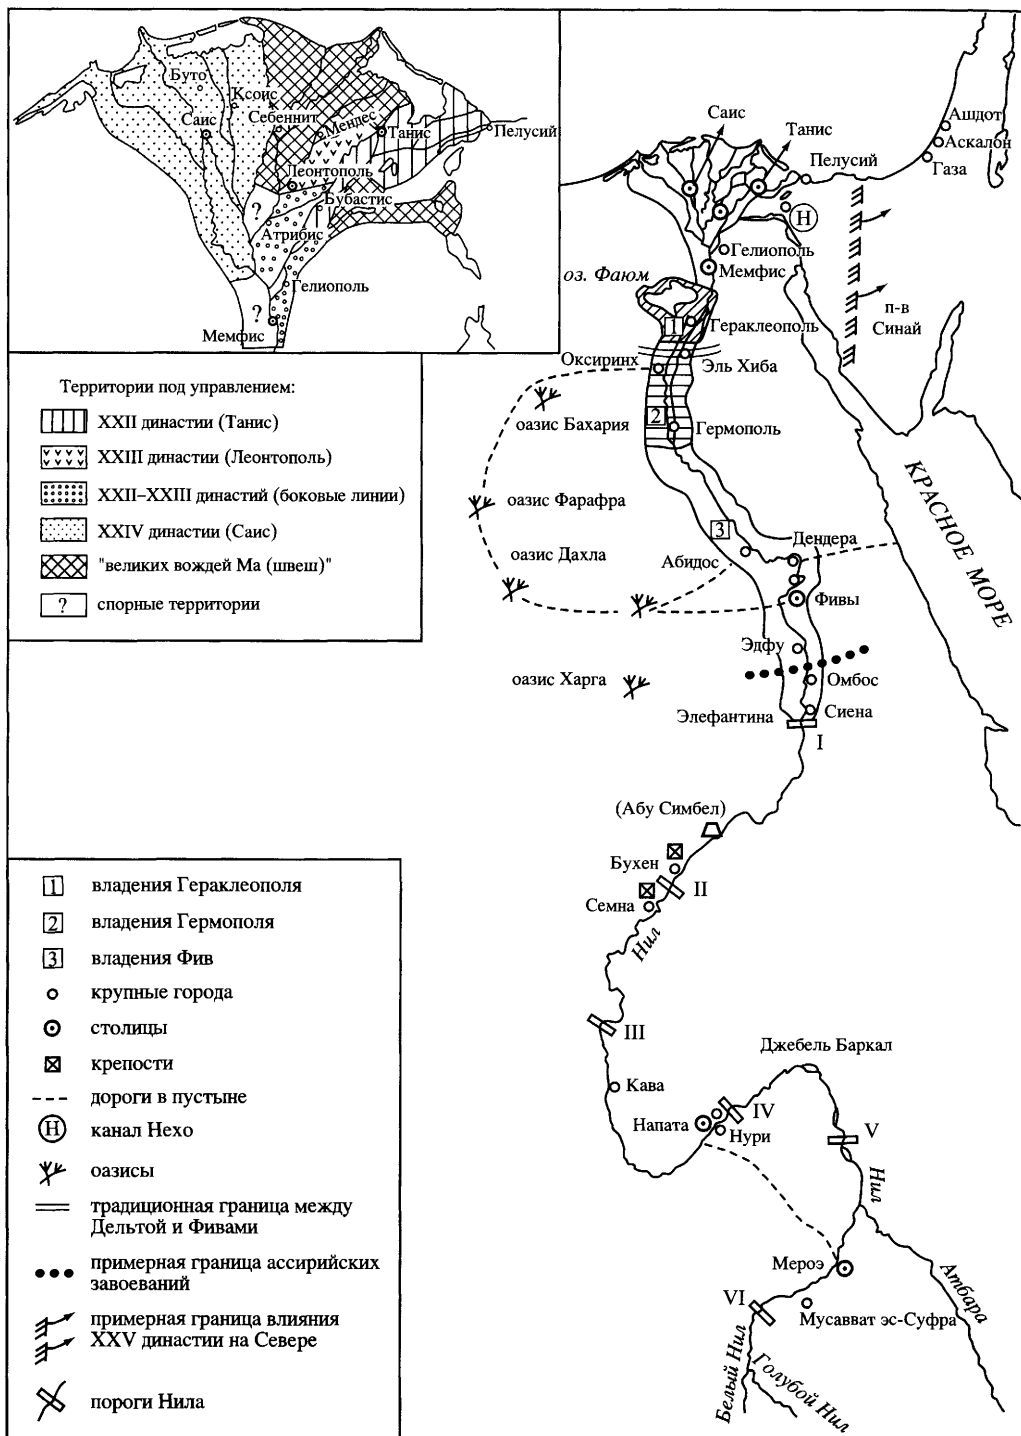 Буто
Ксоис
Себеннит
Саис
Мендес
Танис
Пелусий
Леонтополь
Бубастис
?
Атрибис
Гелиополь
?
Мемфис
Территории под управлением:
XXII династии (Танис)
XXIII династии (Леонтополь)
XXII–XXIII династий (боковые линии)
XXIV династии (Саис)
"великих вождей Ма (швеш)"
? спорные территории
Саис
Танис
Пелусий
Ашдот
Аскалон
Газа
H
Гелиополь
Мемфис
оз. Фаюм
п-в
Синай
1
Гераклеополь
Оксиринх
Эль Хиба
оазис Бахария
2
Гермополь
КРАСНОЕ МОРЕ
оазис Фарафра
3
Дендера
оазис Дахла
Абидос
Фивы
Эдфу
оазис Харга
Омбос
Элефантина
Сиена
I
(Абу Симбел)
Бухен
II
Семна
Нил
III
Джебель Баркал
Кава
IV
Напата
Нури
V
Нил
Мероэ
Атбара
VI
Мусавват эс-Суфра
Белый Нил
Голубой Нил
1 владения Гераклеополя
2 владения Гермополя
3 владения Фив
крупные города
столицы
крепости
дороги в пустыне
H канал Нехо
оазисы
традиционная граница между
Дельтой и Фивами
примерная граница ассирийских
завоеваний
примерная граница влияния
XXV династии на Севере
пороги Нила